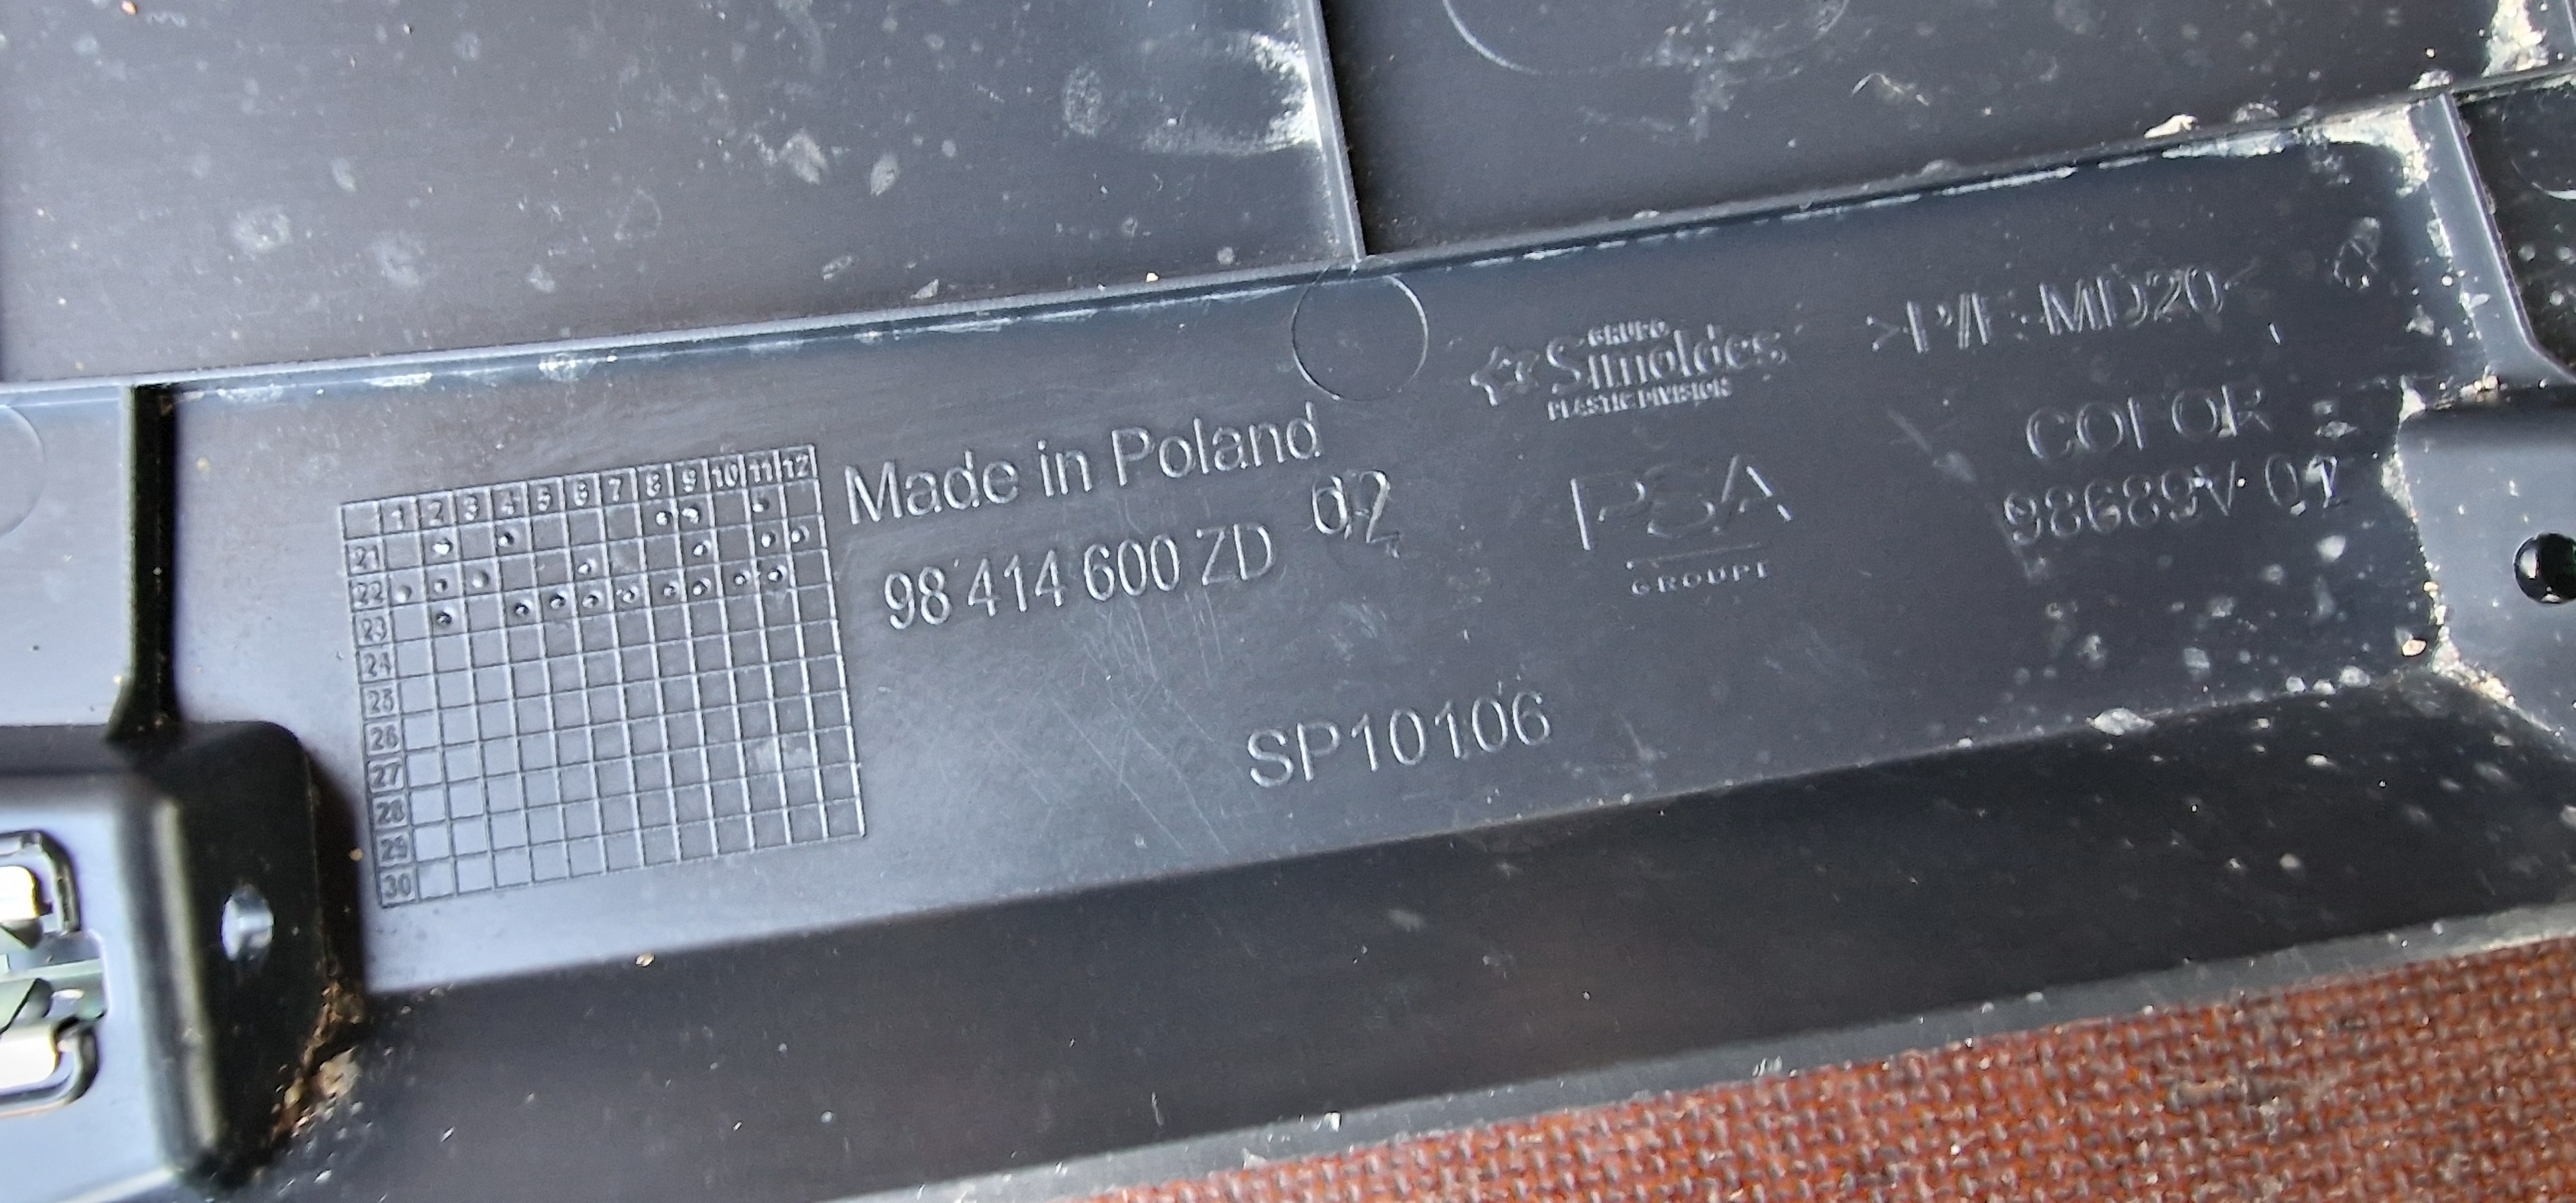 1 2 3 4 5 6 7 8 9 10 11 12
21
22
23
24
25
26
27
28
29
30
Made in Poland
98 414 600 ZD
SP10106
GRUPO
Simoldes
PLASTIC DIVISION
PSA
GROUPE
MD20<
COFOR
98689V